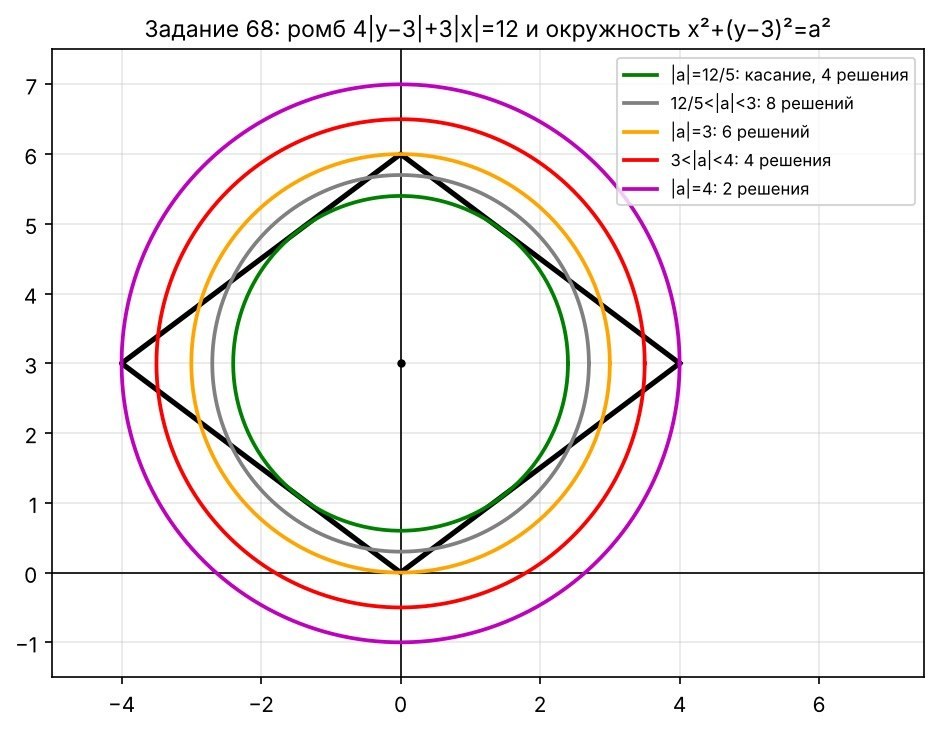 Задание 68: ромб 4|y−3|+3|x|=12 и окружность x²+(y−3)²=a²
|a|=12/5: касание, 4 решения
12/5<|a|<3: 8 решений
|a|=3: 6 решений
3<|a|<4: 4 решения
|a|=4: 2 решения
7
6
5
4
3
2
1
0
−1
−4 −2 0 2 4 6